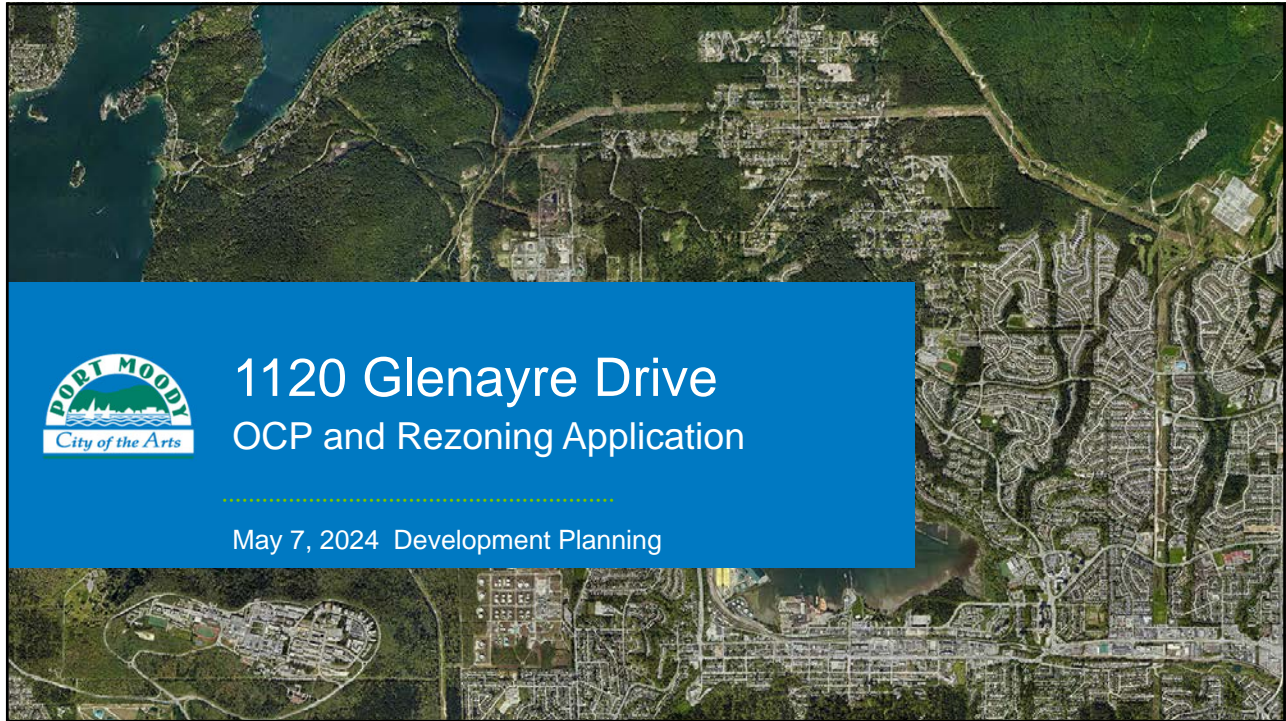 PORT MOODY
City of the Arts
1120 Glenayre Drive
OCP and Rezoning Application
May 7, 2024 Development Planning